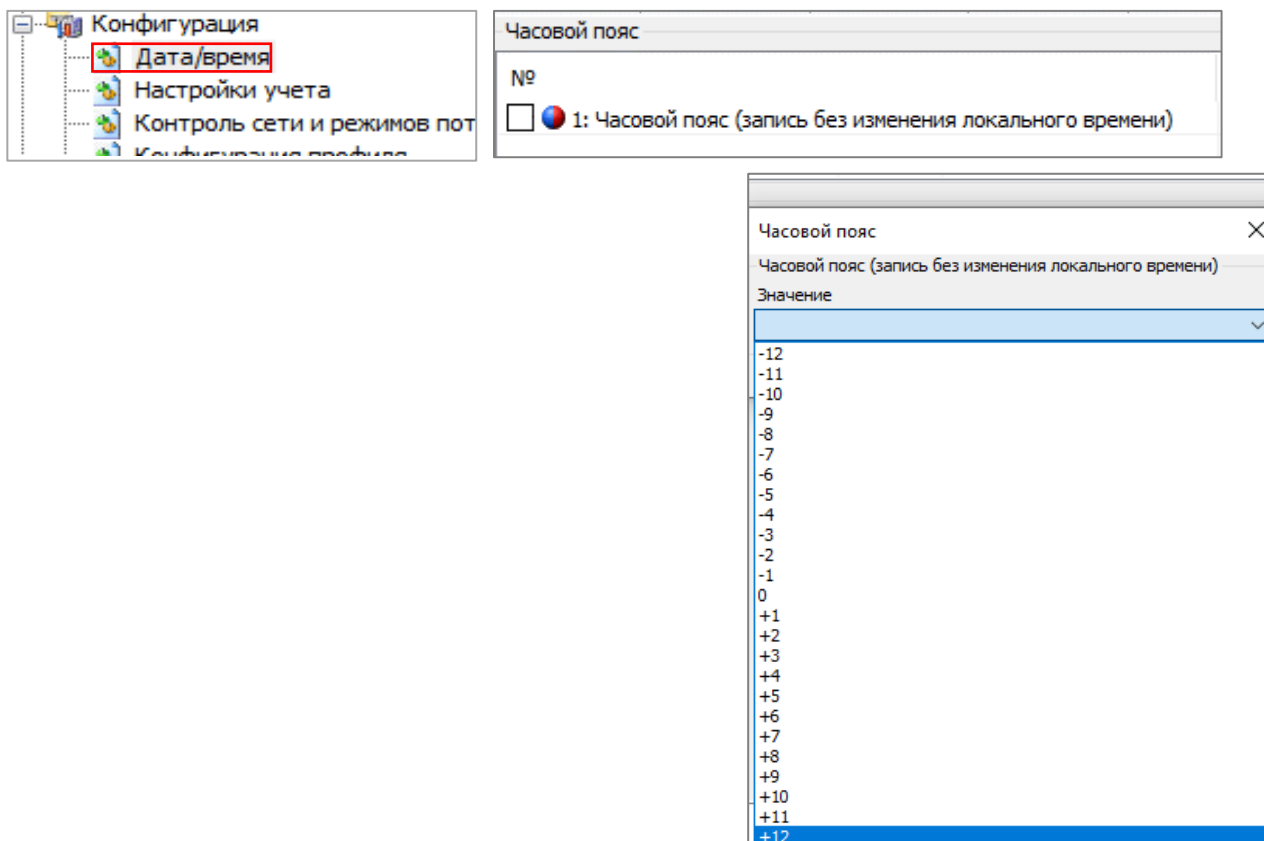 Конфигурация
Дата/время
Настройки учета
Контроль сети и режимов пот
Конфигурация профиля
Часовой пояс
№
1: Часовой пояс (запись без изменения локального времени)
Часовой пояс
Часовой пояс (запись без изменения локального времени)
Значение
-12
-11
-10
-9
-8
-7
-6
-5
-4
-3
-2
-1
0
+1
+2
+3
+4
+5
+6
+7
+8
+9
+10
+11
+12